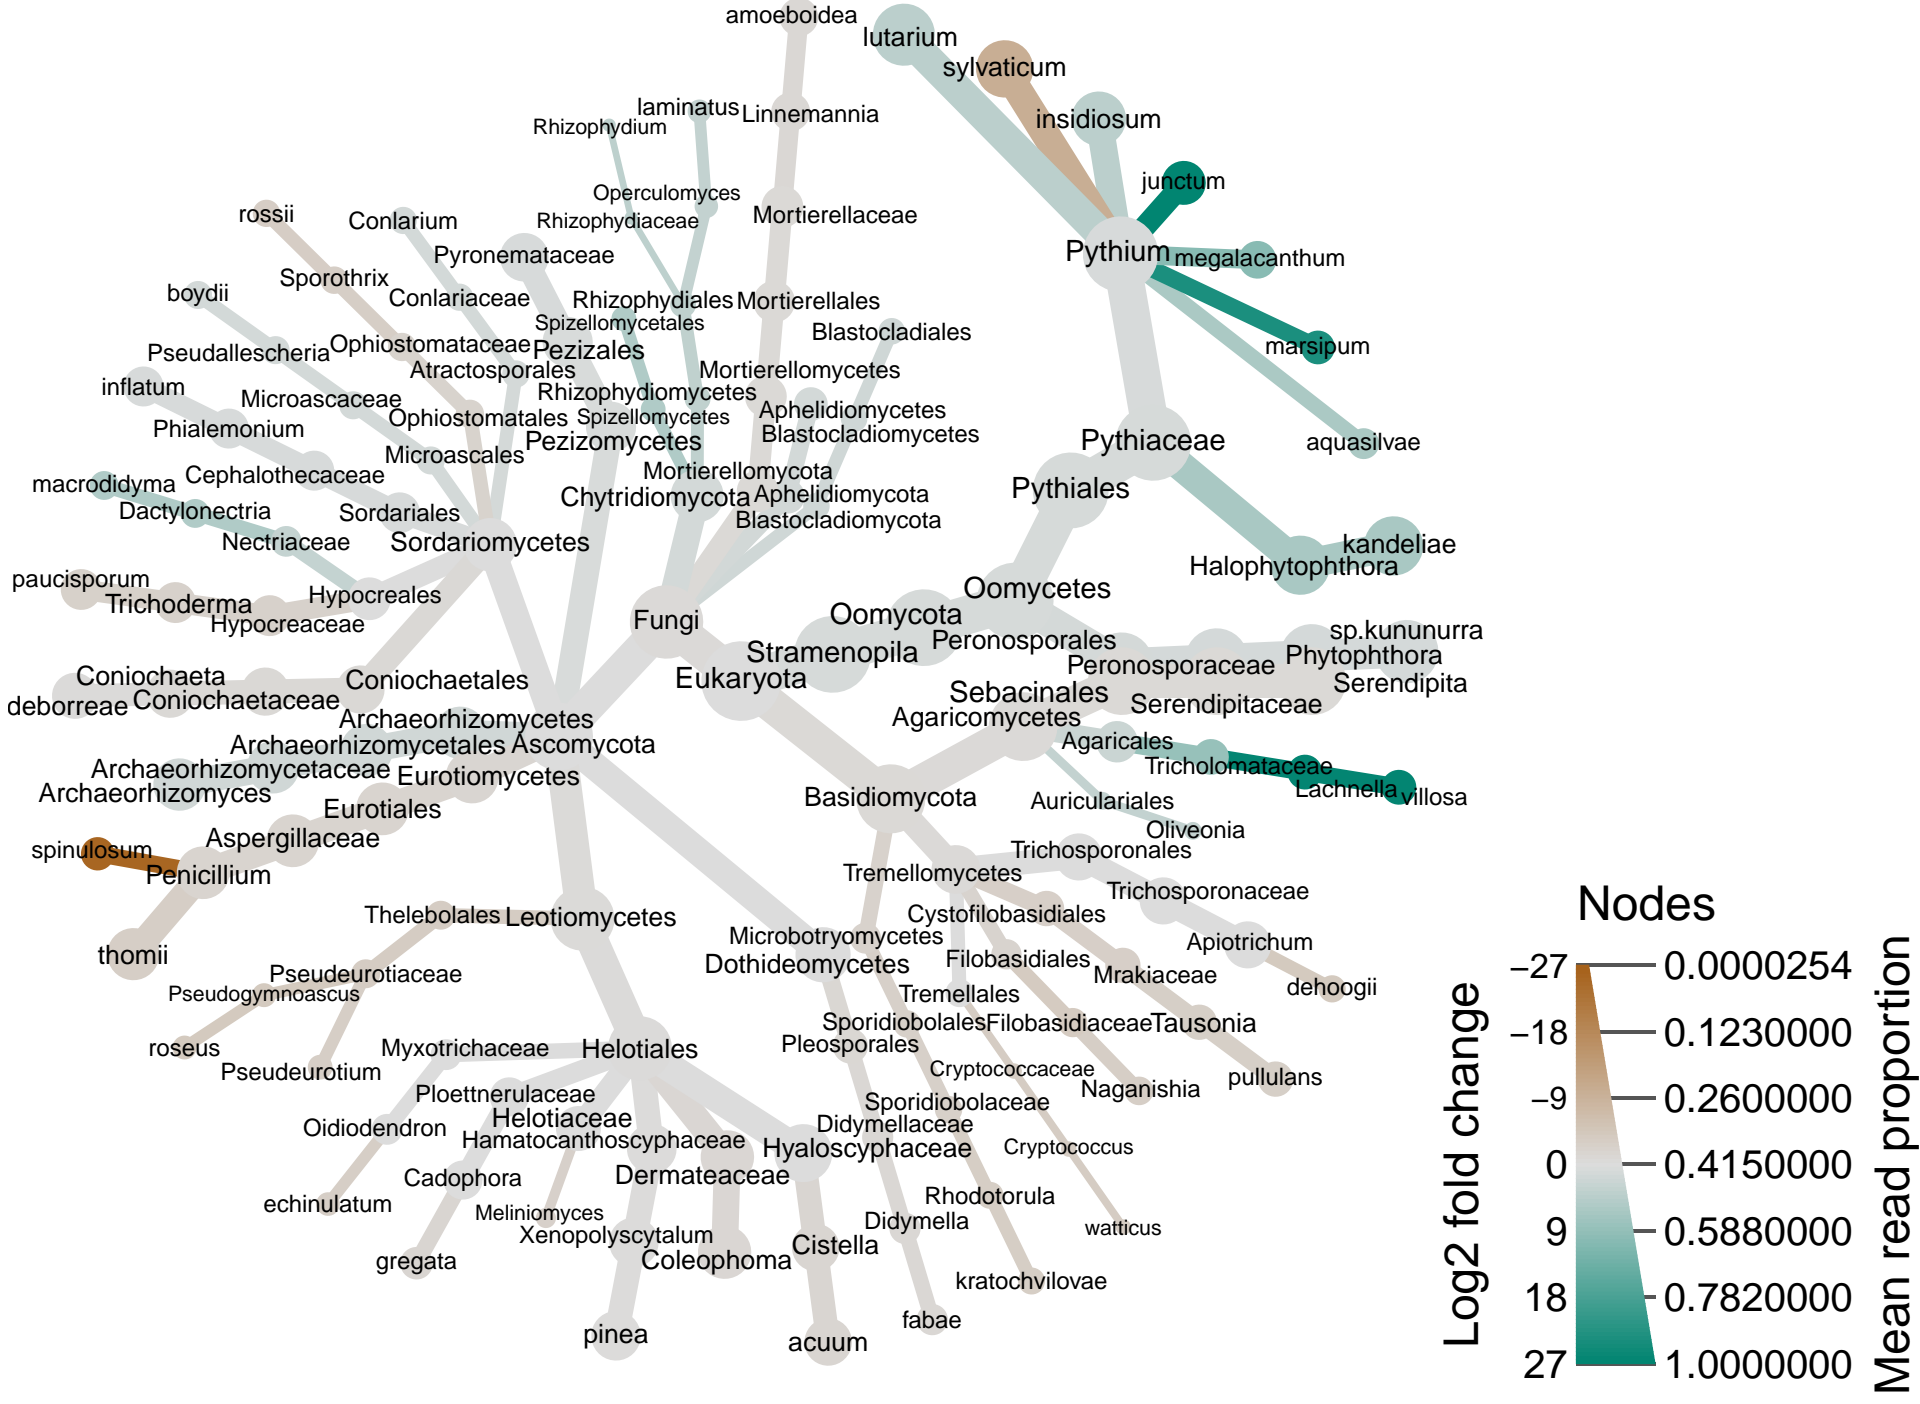 amoeboidea
lutarium
sylvaticum
laminatus
Linnemannia
insidiosum
Rhizophydium
junctum
Operculomyces
rossii
Conlarium
Rhizophydiaceae
Mortierellaceae
Pyronemataceae
Pythium
megalacanthum
Sporothrix
boydii
Conlariaceae
Rhizophydiales
Mortierellales
Spizellomycetales
Blastocladiales
Pseudallescheria
Ophiostomataceae
Pezizales
marsipum
Atractosporales
Mortierellomycetes
inflatum
Microascaceae
Rhizophydiomycetes
Aphelidiomycetes
Ophiostomatales
Spizellomycetes
Phialemonium
Pezizomycetes
Blastocladiomycetes
Pythiaceae
aquasilvae
Microascales
Mortierellomycota
Cephalothecaceae
macrodidyma
Pythiales
Chytridiomycota
Aphelidiomycota
Dactylonectria
Sordariales
Blastocladiomycota
Nectriaceae
Sordariomycetes
kandeliae
Halophytophthora
paucisporum
Oomycetes
Hypocreales
Trichoderma
Oomycota
Hypocreaceae
Fungi
sp.kununurra
Peronosporales
Stramenopila
Phytophthora
Peronosporaceae
Coniochaeta
Coniochaetales
Eukaryota
Serendipita
Sebacinales
deborreae
Coniochaetaceae
Serendipitaceae
Archaeorhizomycetes
Agaricomycetes
Archaeorhizomycetales
Ascomycota
Agaricales
Archaeorhizomycetaceae
Eurotiomycetes
Tricholomataceae
Archaeorhizomyces
Basidiomycota
Lachnella
villosa
Eurotiales
Auriculariales
Aspergillaceae
Oliveonia
spinulosum
Trichosporonales
Penicillium
Tremellomycetes
Trichosporonaceae
Thelebolales
Leotiomycetes
Cystofilobasidiales
Microbotryomycetes
Apiotrichum
thomii
Dothideomycetes
Filobasidiales
Pseudeurotiaceae
Mrakiaceae
dehoogii
Pseudogymnoascus
Tremellales
Sporidiobolales
Filobasidiaceae
Tausonia
roseus
Myxotrichaceae
Helotiales
Pleosporales
Pseudeurotium
Cryptococcaceae
Naganishia
pullulans
Ploettnerulaceae
Sporidiobolaceae
Helotiaceae
Didymellaceae
Oidiodendron
Hamatocanthoscyphaceae
Hyaloscyphaceae
Cryptococcus
Cadophora
Dermateaceae
echinulatum
Rhodotorula
Meliniomyces
Didymella
watticus
Xenopolyscytalum
Cistella
gregata
Coleophoma
kratochvilovae
fabae
pinea
acuum
Nodes
Log2 fold change
Mean read proportion
−27 0.0000254
−18 0.1230000
−9 0.2600000
0 0.4150000
9 0.5880000
18 0.7820000
27 1.0000000